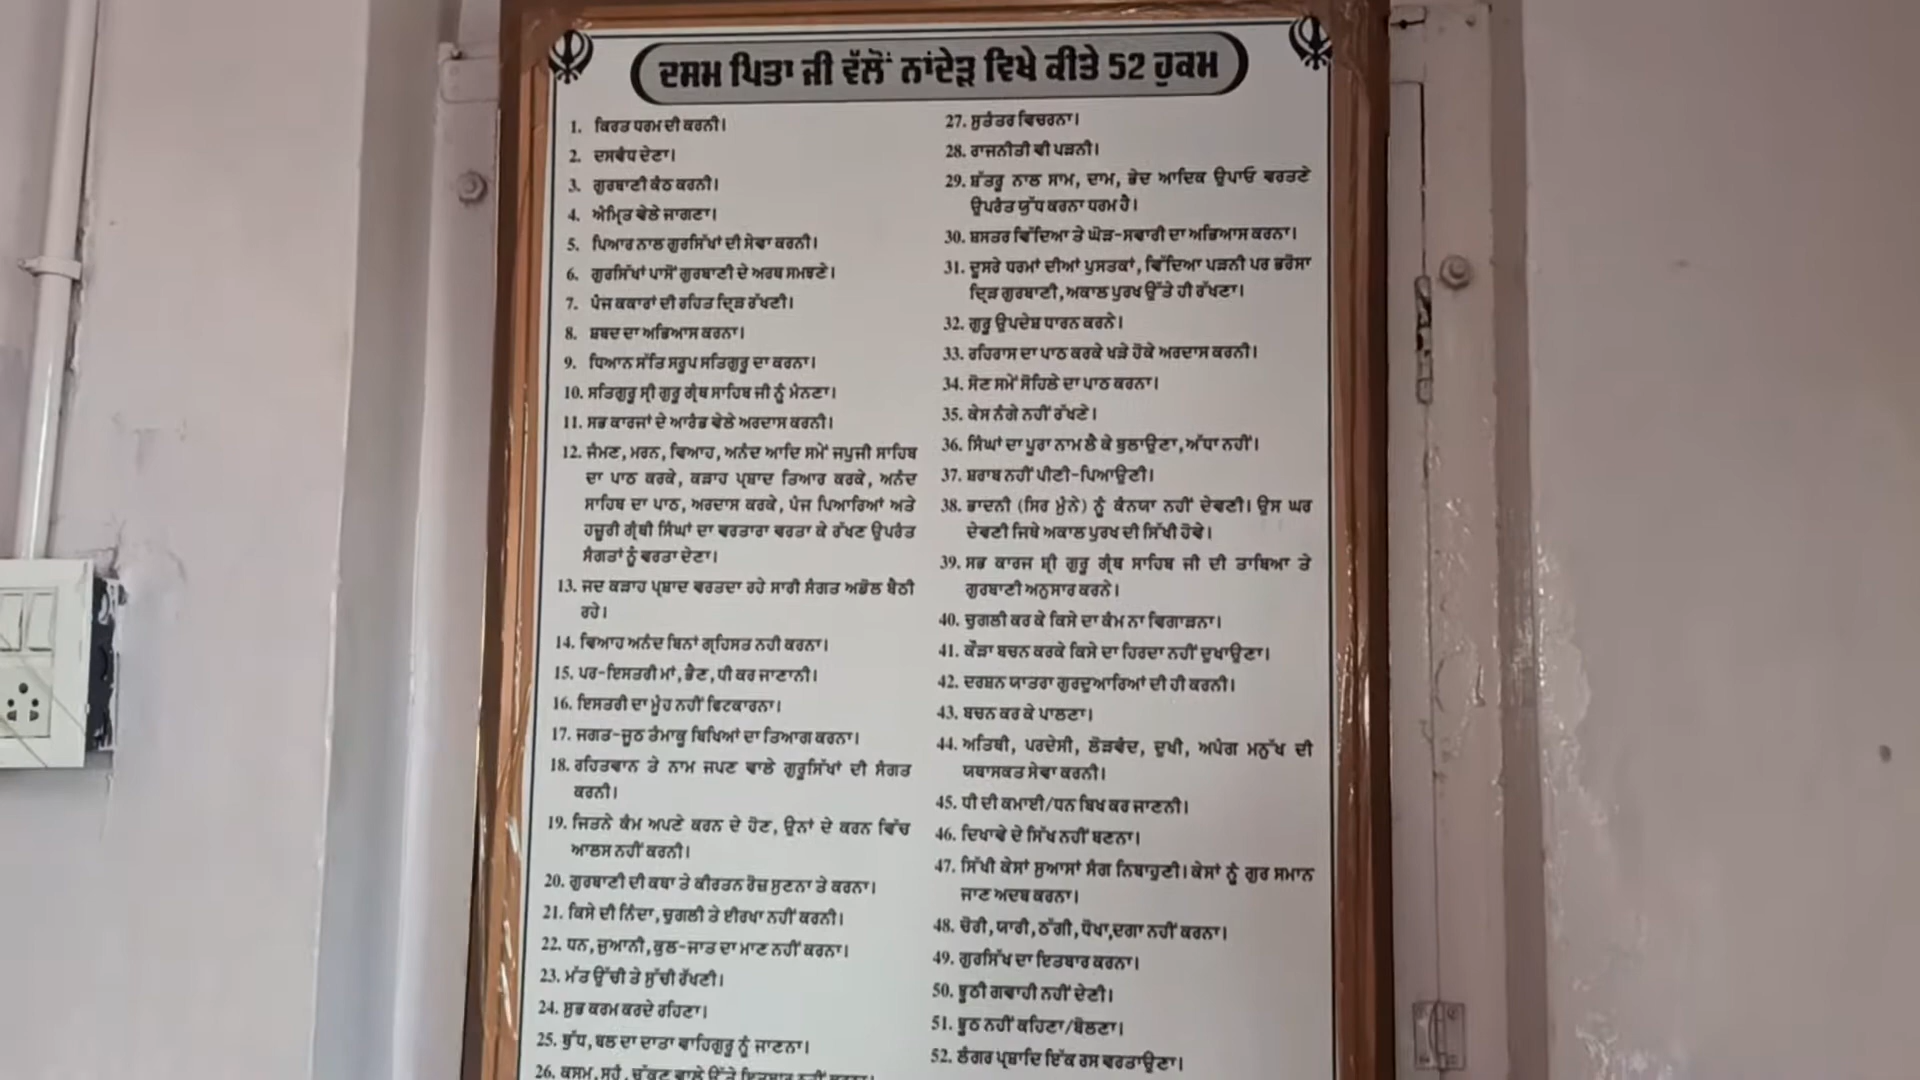 ਦਸਮ ਪਿਤਾ ਜੀ ਵੱਲੋਂ ਨਾਂਦੇੜ ਵਿਖੇ ਕੀਤੇ 52 ਹੁਕਮ
1. ਕਿਰਤ ਧਰਮ ਦੀ ਕਰਨੀ।
2. ਦਸਵੰਧ ਦੇਣਾ।
3. ਗੁਰਬਾਣੀ ਕੰਠ ਕਰਨੀ।
4. ਅੰਮ੍ਰਿਤ ਵੇਲੇ ਜਾਗਣਾ।
5. ਪਿਆਰ ਨਾਲ ਗੁਰਸਿੱਖਾਂ ਦੀ ਸੇਵਾ ਕਰਨੀ।
6. ਗੁਰਸਿੱਖਾਂ ਪਾਸੋਂ ਗੁਰਬਾਣੀ ਦੇ ਅਰਥ ਸਮਝਣੇ।
7. ਪੰਜ ਕਕਾਰਾਂ ਦੀ ਰਹਿਤ ਦ੍ਰਿੜ ਰੱਖਣੀ।
8. ਸ਼ਬਦ ਦਾ ਅਭਿਆਸ ਕਰਨਾ।
9. ਧਿਆਨ ਸੱਤਿ ਸਰੂਪ ਸਤਿਗੁਰੂ ਦਾ ਕਰਨਾ।
10. ਸਤਿਗੁਰੂ ਸ੍ਰੀ ਗੁਰੂ ਗ੍ਰੰਥ ਸਾਹਿਬ ਜੀ ਨੂੰ ਮੰਨਣਾ।
11. ਸਭ ਕਾਰਜਾਂ ਦੇ ਆਰੰਭ ਵੇਲੇ ਅਰਦਾਸ ਕਰਨੀ।
12. ਜੰਮਣ, ਮਰਨ, ਵਿਆਹ, ਅਨੰਦ ਆਦਿ ਸਮੇਂ ਜਪੁਜੀ ਸਾਹਿਬ
ਦਾ ਪਾਠ ਕਰਕੇ, ਕੜਾਹ ਪ੍ਰਸ਼ਾਦ ਤਿਆਰ ਕਰਕੇ, ਅਨੰਦ
ਸਾਹਿਬ ਦਾ ਪਾਠ, ਅਰਦਾਸ ਕਰਕੇ, ਪੰਜ ਪਿਆਰਿਆਂ ਅਤੇ
ਹਜ਼ੂਰੀ ਗ੍ਰੰਥੀ ਸਿੰਘਾਂ ਦਾ ਵਰਤਾਰਾ ਵਰਤਾ ਕੇ ਰੱਖਣ ਉਪਰੰਤ
ਸੰਗਤਾਂ ਨੂੰ ਵਰਤਾ ਦੇਣਾ।
13. ਜਦ ਕੜਾਹ ਪ੍ਰਸ਼ਾਦ ਵਰਤਦਾ ਰਹੇ ਸਾਰੀ ਸੰਗਤ ਅਡੋਲ ਬੈਠੀ
ਰਹੇ।
14. ਵਿਆਹ ਅਨੰਦ ਬਿਨਾਂ ਗ੍ਰਹਿਸਤ ਨਹੀ ਕਰਨਾ।
15. ਪਰ-ਇਸਤਰੀ ਮਾਂ, ਭੈਣ, ਧੀ ਕਰ ਜਾਣਾਨੀ।
16. ਇਸਤਰੀ ਦਾ ਮੂੰਹ ਨਹੀਂ ਫਿਟਕਾਰਨਾ।
17. ਜਗਤ-ਜੂਠ ਤੰਮਾਕੂ ਬਿਖਿਆਂ ਦਾ ਤਿਆਗ ਕਰਨਾ।
18. ਰਹਿਤਵਾਨ ਤੇ ਨਾਮ ਜਪਣ ਵਾਲੇ ਗੁਰੂਸਿੱਖਾਂ ਦੀ ਸੰਗਤ
ਕਰਨੀ।
19. ਜਿਤਨੇ ਕੰਮ ਅਪਣੇ ਕਰਨ ਦੇ ਹੋਣ, ਉਨਾਂ ਦੇ ਕਰਨ ਵਿੱਚ
ਆਲਸ ਨਹੀਂ ਕਰਨੀ।
20. ਗੁਰਬਾਣੀ ਦੀ ਕਥਾ ਤੇ ਕੀਰਤਨ ਰੋਜ਼ ਸੁਣਨਾ ਤੇ ਕਰਨਾ।
21. ਕਿਸੇ ਦੀ ਨਿੰਦਾ, ਚੁਗਲੀ ਤੇ ਈਰਖਾ ਨਹੀਂ ਕਰਨੀ।
22. ਧਨ, ਜੁਆਨੀ, ਕੁਲ-ਜਾਤ ਦਾ ਮਾਣ ਨਹੀਂ ਕਰਨਾ।
23. ਮੱਤ ਉੱਚੀ ਤੇ ਸੁੱਚੀ ਰੱਖਣੀ।
24. ਸੁਭ ਕਰਮ ਕਰਦੇ ਰਹਿਣਾ।
25. ਬੁੱਧ, ਬਲ ਦਾ ਦਾਤਾ ਵਾਹਿਗੁਰੂ ਨੂੰ ਜਾਣਨਾ।
26. ਕਸਮ, ਸਹੁੰ, ਚੁੱਕਣ ਵਾਲੇ ਉੱਤੇ ਇਤਬਾਰ ਨਹੀਂ ਕਰਨਾ।
27. ਸੁਤੰਤਰ ਵਿਚਰਨਾ।
28. ਰਾਜਨੀਤੀ ਵੀ ਪੜਨੀ।
29. ਸ਼ੱਤਰੂ ਨਾਲ ਸਾਮ, ਦਾਮ, ਭੇਦ ਆਦਿਕ ਉਪਾਓ ਵਰਤਣੇ
ਉਪਰੰਤ ਯੁੱਧ ਕਰਨਾ ਧਰਮ ਹੈ।
30. ਸ਼ਸਤਰ ਵਿੱਦਿਆ ਤੇ ਘੋੜ-ਸਵਾਰੀ ਦਾ ਅਭਿਆਸ ਕਰਨਾ।
31. ਦੂਸਰੇ ਧਰਮਾਂ ਦੀਆਂ ਪੁਸਤਕਾਂ, ਵਿੱਦਿਆ ਪੜਨੀ ਪਰ ਭਰੋਸਾ
ਦ੍ਰਿੜ ਗੁਰਬਾਣੀ, ਅਕਾਲ ਪੁਰਖ ਉੱਤੇ ਹੀ ਰੱਖਣਾ।
32. ਗੁਰੂ ਉਪਦੇਸ਼ ਧਾਰਨ ਕਰਨੇ।
33. ਰਹਿਰਾਸ ਦਾ ਪਾਠ ਕਰਕੇ ਖੜੇ ਹੋਕੇ ਅਰਦਾਸ ਕਰਨੀ।
34. ਸੋਣ ਸਮੇਂ ਸੋਹਿਲੇ ਦਾ ਪਾਠ ਕਰਨਾ।
35. ਕੇਸ ਨੰਗੇ ਨਹੀਂ ਰੱਖਣੇ।
36. ਸਿੰਘਾਂ ਦਾ ਪੂਰਾ ਨਾਮ ਲੈ ਕੇ ਬੁਲਾਉਣਾ, ਅੱਧਾ ਨਹੀਂ।
37. ਸ਼ਰਾਬ ਨਹੀਂ ਪੀਣੀ-ਪਿਆਉਣੀ।
38. ਭਾਦਨੀ (ਸਿਰ ਮੁੰਨੇ) ਨੂੰ ਕੰਨਯਾ ਨਹੀਂ ਦੇਵਣੀ। ਉਸ ਘਰ
ਦੇਵਣੀ ਜਿਥੇ ਅਕਾਲ ਪੁਰਖ ਦੀ ਸਿੱਖੀ ਹੋਵੇ।
39. ਸਭ ਕਾਰਜ ਸ਼੍ਰੀ ਗੁਰੂ ਗ੍ਰੰਥ ਸਾਹਿਬ ਜੀ ਦੀ ਤਾਬਿਆ ਤੇ
ਗੁਰਬਾਣੀ ਅਨੁਸਾਰ ਕਰਨੇ।
40. ਚੁਗਲੀ ਕਰ ਕੇ ਕਿਸੇ ਦਾ ਕੰਮ ਨਾ ਵਿਗਾੜਨਾ।
41. ਕੌੜਾ ਬਚਨ ਕਰਕੇ ਕਿਸੇ ਦਾ ਹਿਰਦਾ ਨਹੀਂ ਦੁਖਾਉਣਾ।
42. ਦਰਸ਼ਨ ਯਾਤਰਾ ਗੁਰਦੁਆਰਿਆਂ ਦੀ ਹੀ ਕਰਨੀ।
43. ਬਚਨ ਕਰ ਕੇ ਪਾਲਣਾ।
44. ਅਤਿਥੀ, ਪਰਦੇਸੀ, ਲੋੜਵੰਦ, ਦੁਖੀ, ਅਪੰਗ ਮਨੁੱਖ ਦੀ
ਯਥਾਸਕਤ ਸੇਵਾ ਕਰਨੀ।
45. ਧੀ ਦੀ ਕਮਾਈ/ਧਨ ਬਿਖ ਕਰ ਜਾਣਨੀ।
46. ਦਿਖਾਵੇ ਦੇ ਸਿੱਖ ਨਹੀਂ ਬਣਨਾ।
47. ਸਿੱਖੀ ਕੇਸਾਂ ਸੁਆਸਾਂ ਸੰਗ ਨਿਬਾਹੁਣੀ। ਕੇਸਾਂ ਨੂੰ ਗੁਰ ਸਮਾਨ
ਜਾਣ ਅਦਬ ਕਰਨਾ।
48. ਚੋਰੀ, ਯਾਰੀ, ਠੱਗੀ, ਧੋਖਾ,ਦਗਾ ਨਹੀਂ ਕਰਨਾ।
49. ਗੁਰਸਿੱਖ ਦਾ ਇਤਬਾਰ ਕਰਨਾ।
50. ਝੂਠੀ ਗਵਾਹੀ ਨਹੀਂ ਦੇਣੀ।
51. ਝੂਠ ਨਹੀਂ ਕਹਿਣਾ/ਬੋਲਣਾ।
52. ਲੰਗਰ ਪ੍ਰਸ਼ਾਦਿ ਇੱਕ ਰਸ ਵਰਤਾਉਣਾ।